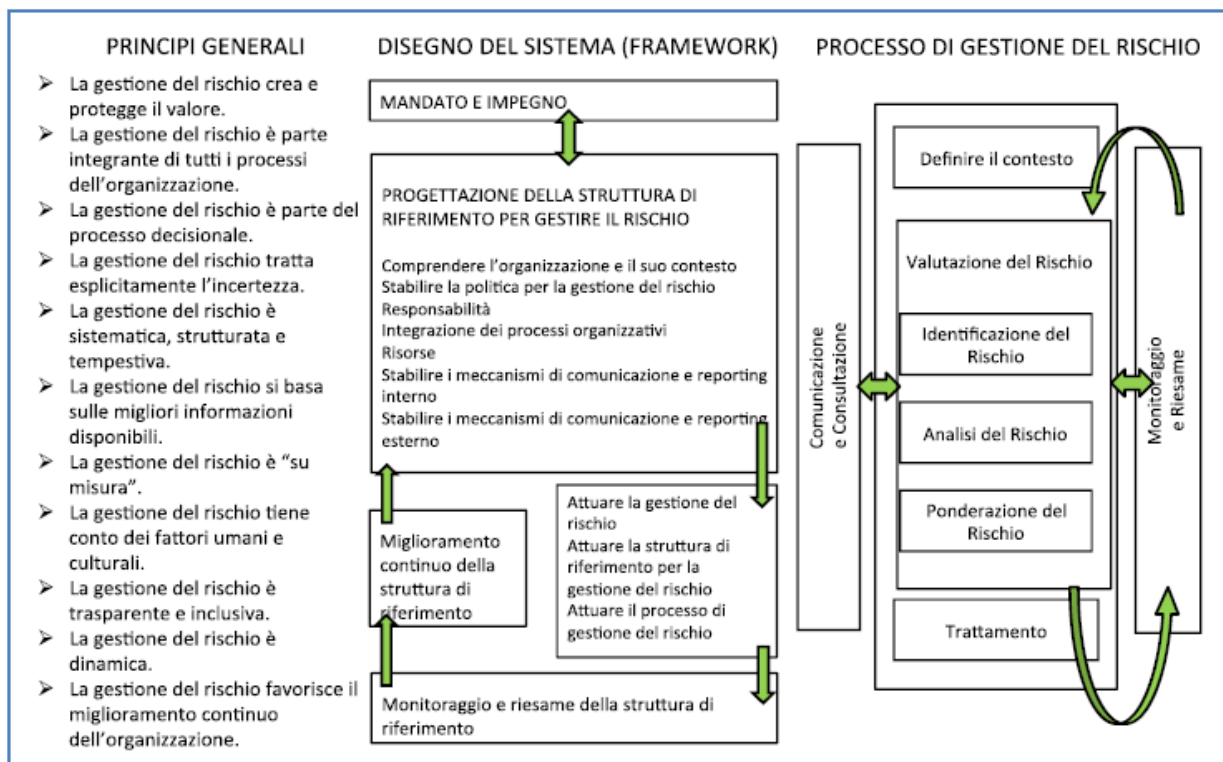 PRINCIPI GENERALI
➢ La gestione del rischio crea e
protegge il valore.
➢ La gestione del rischio è parte
integrante di tutti i processi
dell'organizzazione.
➢ La gestione del rischio è parte del
processo decisionale.
➢ La gestione del rischio tratta
esplicitamente l'incertezza.
➢ La gestione del rischio è
sistematica, strutturata e
tempestiva.
➢ La gestione del rischio si basa
sulle migliori informazioni
disponibili.
➢ La gestione del rischio è "su
misura".
➢ La gestione del rischio tiene
conto dei fattori umani e
culturali.
➢ La gestione del rischio è
trasparente e inclusiva.
➢ La gestione del rischio è
dinamica.
➢ La gestione del rischio favorisce il
miglioramento continuo
dell'organizzazione.
DISEGNO DEL SISTEMA (FRAMEWORK)
MANDATO E IMPEGNO
PROGETTAZIONE DELLA STRUTTURA DI
RIFERIMENTO PER GESTIRE IL RISCHIO
Comprendere l'organizzazione e il suo contesto
Stabilire la politica per la gestione del rischio
Responsabilità
Integrazione dei processi organizzativi
Risorse
Stabilire i meccanismi di comunicazione e reporting
interno
Stabilire i meccanismi di comunicazione e reporting
esterno
Miglioramento
continuo della
struttura di
riferimento
Attuare la gestione del
rischio
Attuare la struttura di
riferimento per la
gestione del rischio
Attuare il processo di
gestione del rischio
Monitoraggio e riesame della struttura di
riferimento
PROCESSO DI GESTIONE DEL RISCHIO
Comunicazione
e Consultazione
Definire il contesto
Valutazione del Rischio
Identificazione del
Rischio
Analisi del Rischio
Ponderazione del
Rischio
Trattamento
Monitoraggio
e Riesame